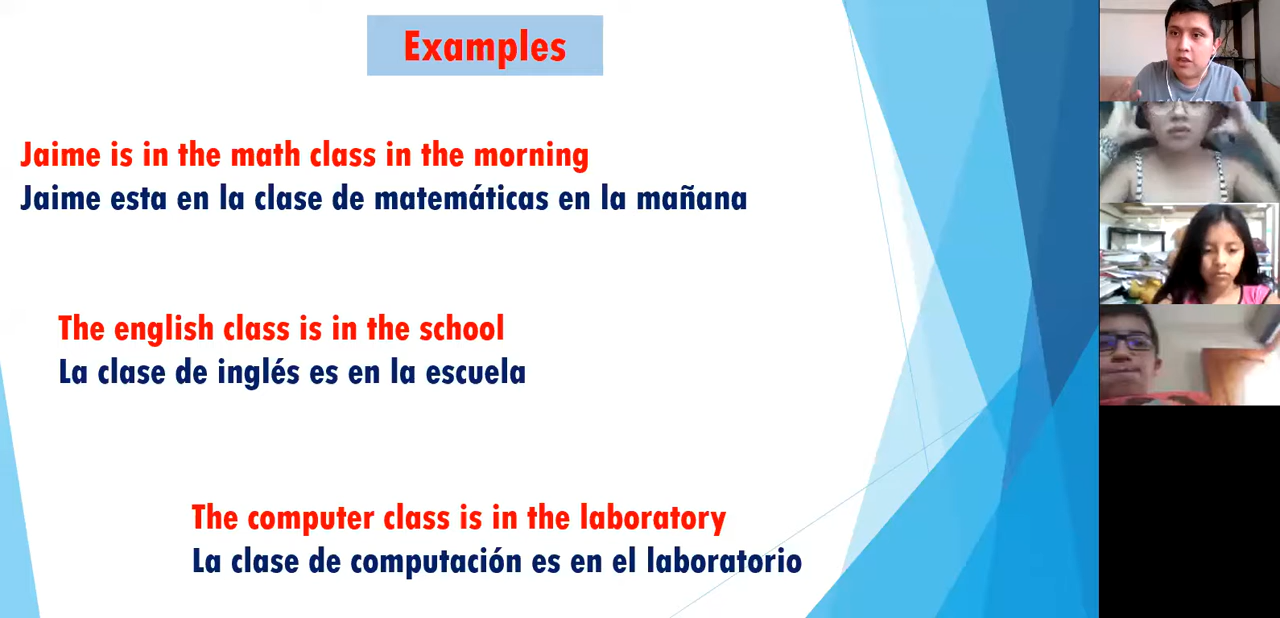 Examples
Jaime is in the math class in the morning
Jaime esta en la clase de matemáticas en la mañana
The english class is in the school
La clase de inglés es en la escuela
The computer class is in the laboratory
La clase de computación es en el laboratorio